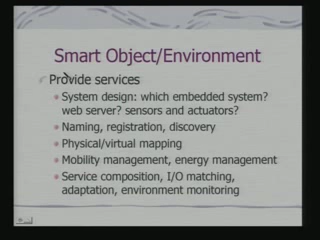 Smart Object/Environment
Provide services
System design: which embedded system?
web server? sensors and actuators?
Naming, registration, discovery
Physical/virtual mapping
Mobility management, energy management
Service composition, I/O matching,
adaptation, environment monitoring